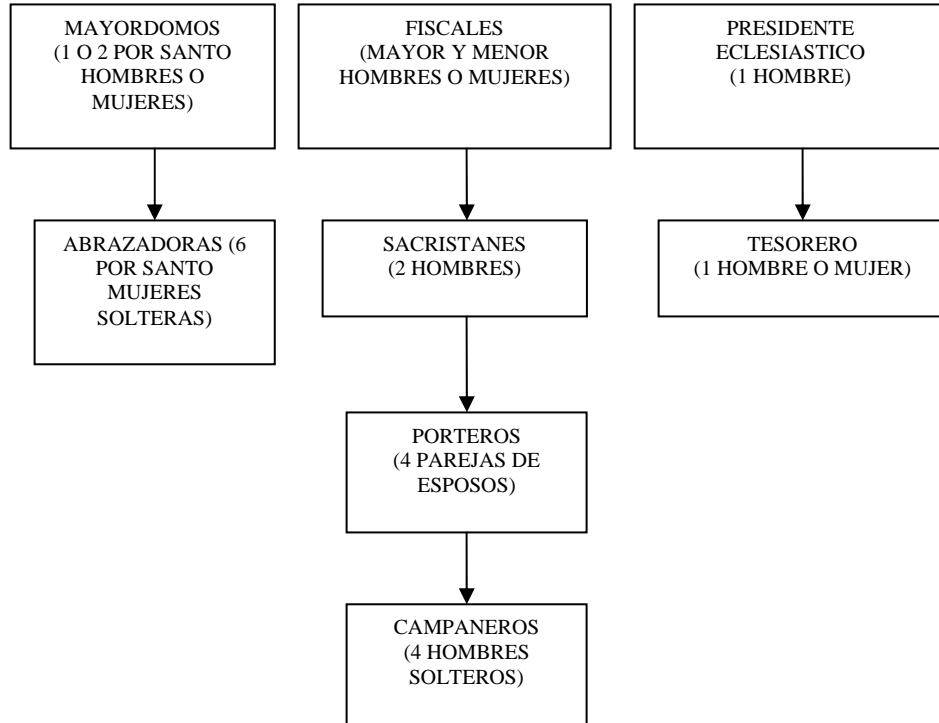 MAYORDOMOS
(1 O 2 POR SANTO
HOMBRES O
MUJERES)
FISCALES
(MAYOR Y MENOR
HOMBRES O MUJERES)
PRESIDENTE
ECLESIASTICO
(1 HOMBRE)
ABRAZADORAS (6
POR SANTO
MUJERES
SOLTERAS)
SACRISTANES
(2 HOMBRES)
TESORERO
(1 HOMBRE O MUJER)
PORTEROS
(4 PAREJAS DE
ESPOSOS)
CAMPANEROS
(4 HOMBRES
SOLTEROS)